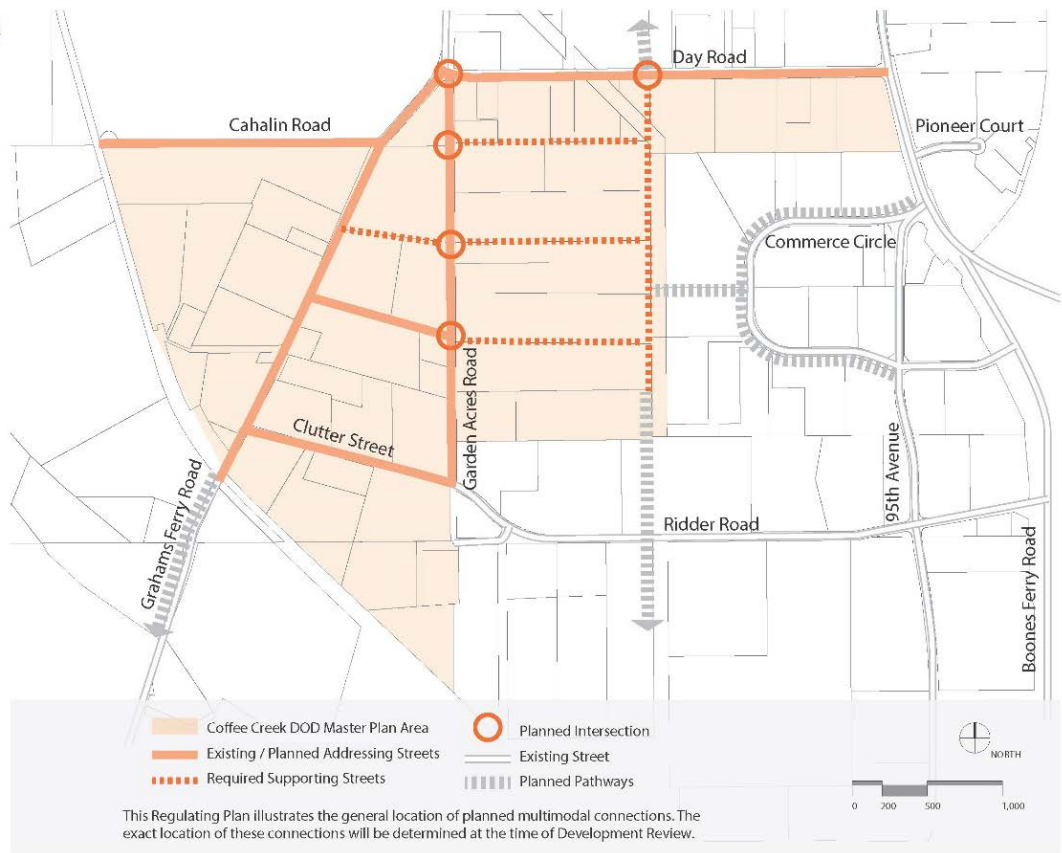 Day Road
Cahalin Road
Pioneer Court
Commerce Circle
Garden Acres Road
Clutter Street
95th Avenue
Grahams Ferry Road
Ridder Road
Boones Ferry Road
Coffee Creek DOD Master Plan Area
Existing / Planned Addressing Streets
Required Supporting Streets
Planned Intersection
Existing Street
Planned Pathways
NORTH
0 200 500 1,000
This Regulating Plan illustrates the general location of planned multimodal connections. The
exact location of these connections will be determined at the time of Development Review.